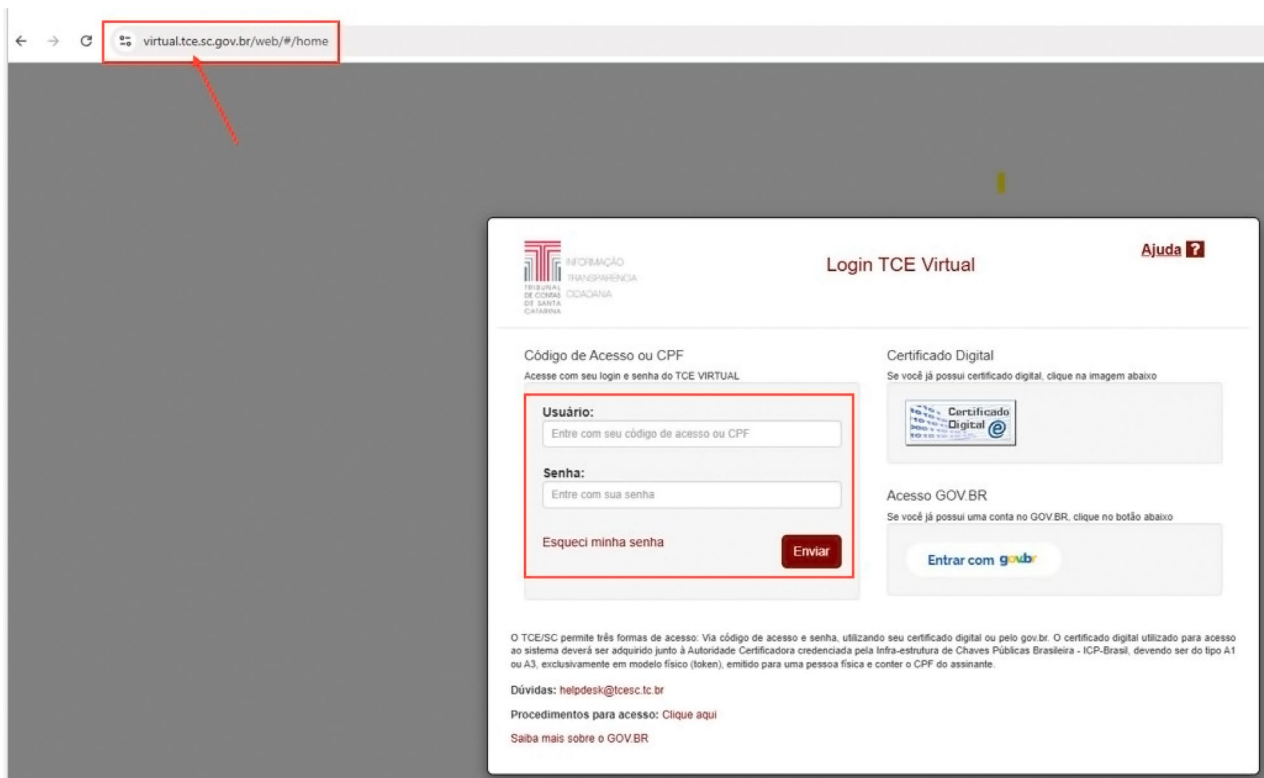 virtual.tce.sc.gov.br/web/#/home
INFORMAÇÃO
TRANSPARÊNCIA
CIDADANIA
TRIBUNAL
DE CONTAS
DE SANTA
CATARINA
Login TCE Virtual
Ajuda ?
Código de Acesso ou CPF
Acesse com seu login e senha do TCE VIRTUAL
Usuário:
Entre com seu código de acesso ou CPF
Senha:
Entre com sua senha
Esqueci minha senha
Enviar
Certificado Digital
Se você já possui certificado digital, clique na imagem abaixo
Certificado
Digital
Acesso GOV.BR
Se você já possui uma conta no GOV.BR, clique no botão abaixo
Entrar com gov.br
O TCE/SC permite três formas de acesso: Via código de acesso e senha, utilizando seu certificado digital ou pelo gov.br. O certificado digital utilizado para acesso
ao sistema deverá ser adquirido junto à Autoridade Certificadora credenciada pela Infra-estrutura de Chaves Públicas Brasileira - ICP-Brasil, devendo ser do tipo A1
ou A3, exclusivamente em modelo físico (token), emitido para uma pessoa física e conter o CPF do assinante.
Dúvidas: helpdesk@tcesc.tc.br
Procedimentos para acesso: Clique aqui
Saiba mais sobre o GOV.BR